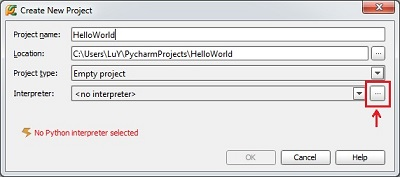 Create New Project
Project name: HelloWorld
Location: C:\Users\LuY\PycharmProjects\HelloWorld ...
Project type: Empty project
Interpreter: <no interpreter> ...
No Python interpreter selected
OK Cancel Help